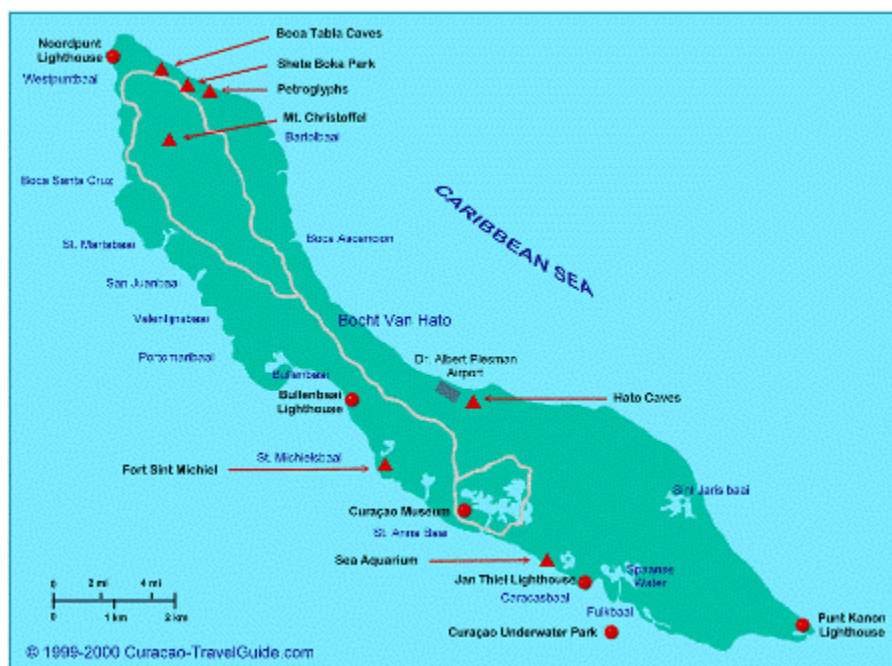 Boca Tabla Caves
Noordpunt
Lighthouse
Shete Boka Park
Westpuntbaai
Petroglyphs
Mt. Christoffel
Bartolbaai
Boca Santa Cruz
CARIBBEAN SEA
St. Martabaai
Boca Ascencion
San Juanbaai
Valentijnsbaai
Bocht Van Hato
Portomaribaai
Dr. Albert Plesman
Airport
Bullenbaai
Bullenbaai
Lighthouse
Hato Caves
St. Michielsbaai
Fort Sint Michiel
Sint Jorisbaai
Curaçao Museum
St. Anna Baai
Sea Aquarium
Jan Thiel Lighthouse
Spaanse
Water
Caracasbaai
Fuikbaai
Curaçao Underwater Park
Punt Kanon
Lighthouse
0 2 mi 4 mi
0 1 km 2 km
© 1999-2000 Curacao-TravelGuide.com